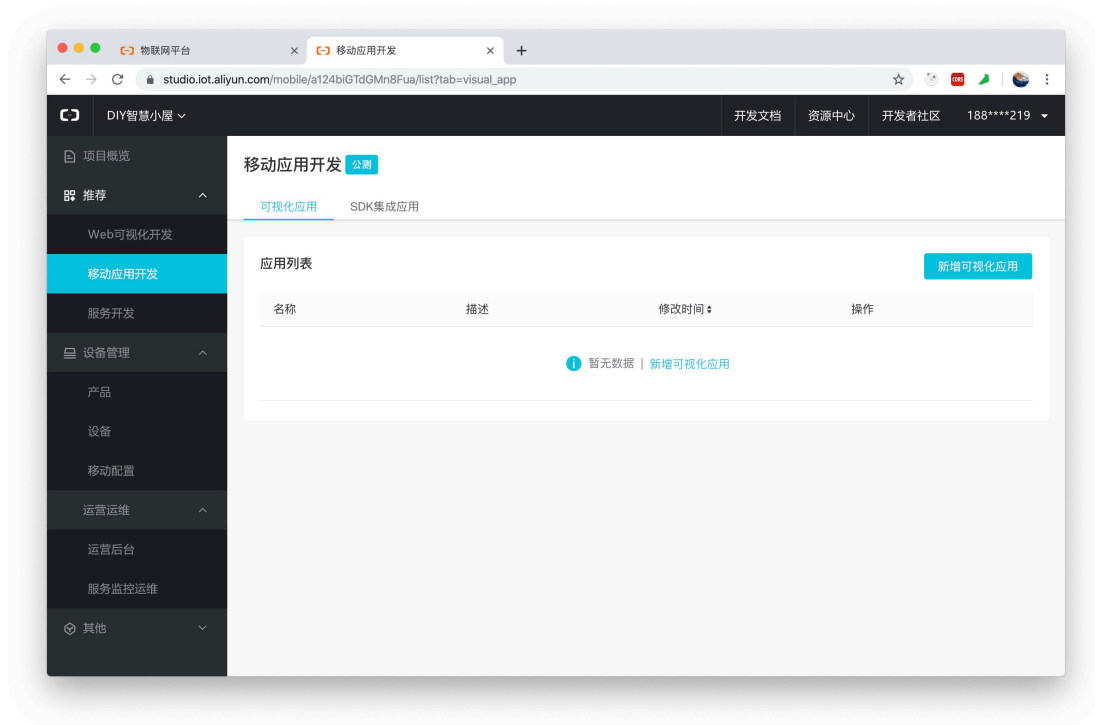 物联网平台
移动应用开发
studio.iot.aliyun.com/mobile/a124biGTdGMn8Fua/list?tab=visual_app
CORS
DIY智慧小屋
开发文档
资源中心
开发者社区
188****219
项目概览
推荐
Web可视化开发
移动应用开发
服务开发
设备管理
产品
设备
移动配置
运营运维
运营后台
服务监控运维
其他
移动应用开发 公测
可视化应用 SDK集成应用
应用列表
新增可视化应用
名称 描述 修改时间 操作
暂无数据 | 新增可视化应用